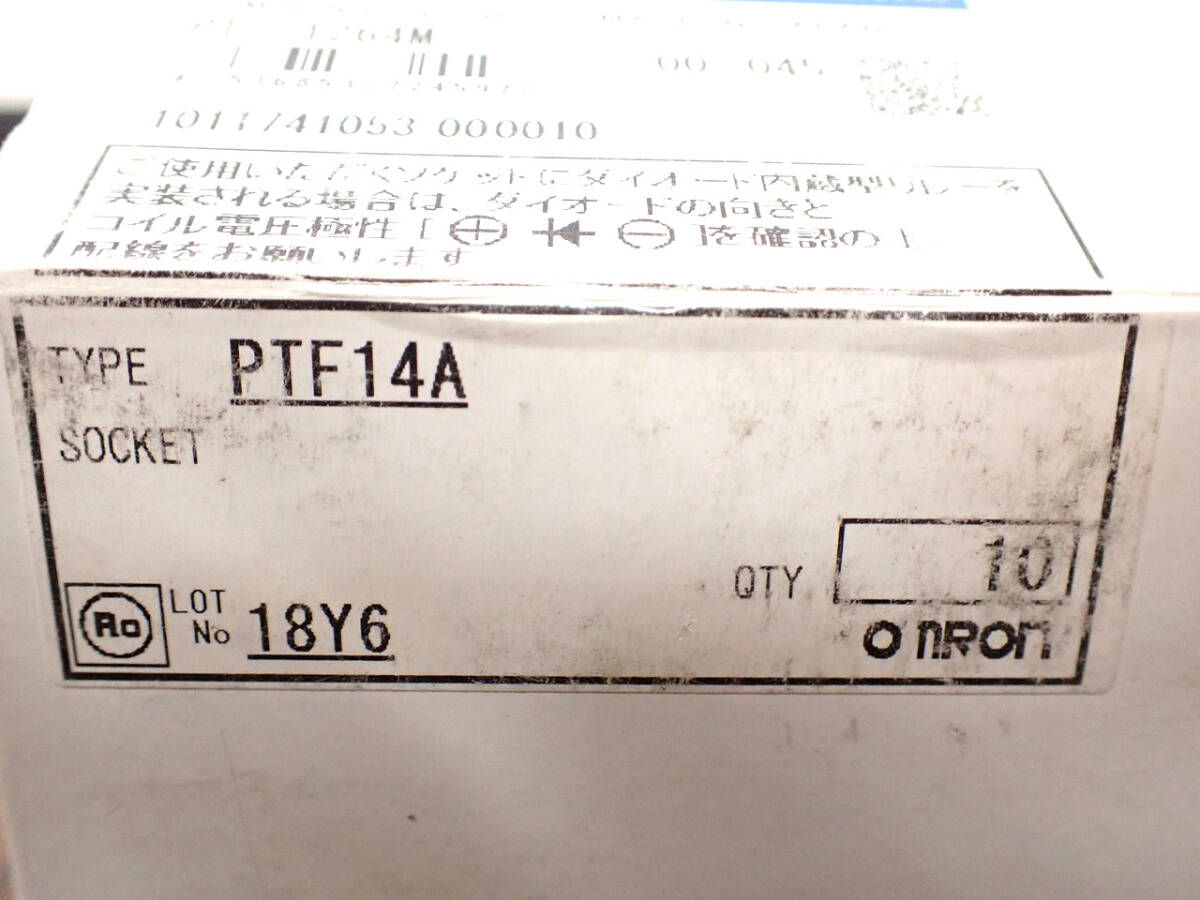 1264M
000010
ご使用いただくソケットにダイオード内蔵型リレーを
実装される場合は、ダイオードの向きと
コイル電圧極性[⊕ ⊖]を確認の上
配線をお願いします
TYPE PTF14A
SOCKET
QTY 10
LOT No 18Y6
OMRON